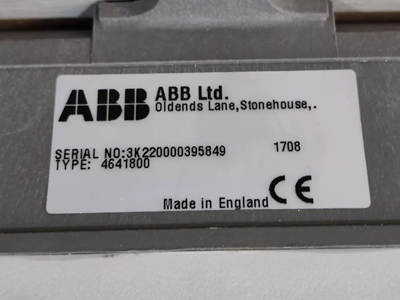 ABB ABB Ltd.
Oldends Lane,Stonehouse,.
SERIAL NO:3K220000395849 1708
TYPE: 4641800
Made in England CE